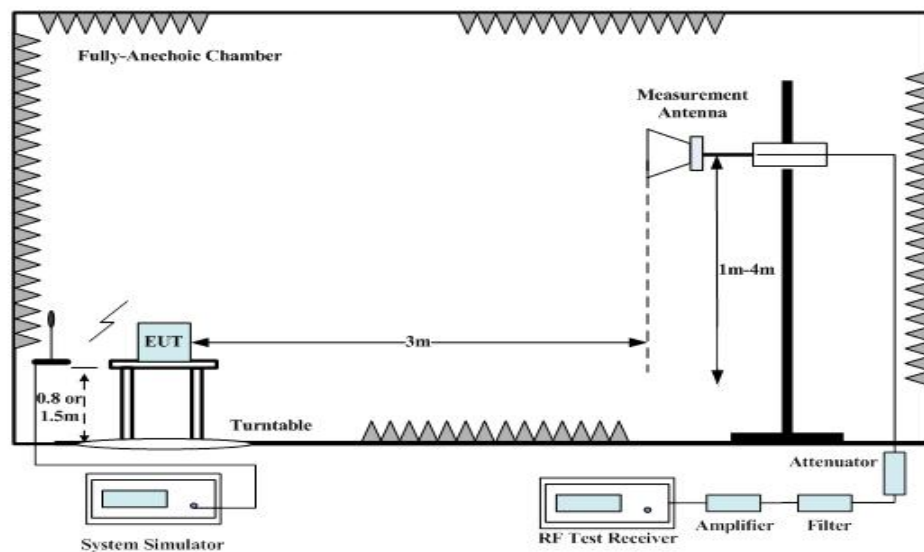 Fully-Anechoic Chamber
Measurement
Antenna
1m-4m
EUT
3m
0.8 or
1.5m
Turntable
Attenuator
System Simulator
RF Test Receiver
Amplifier
Filter